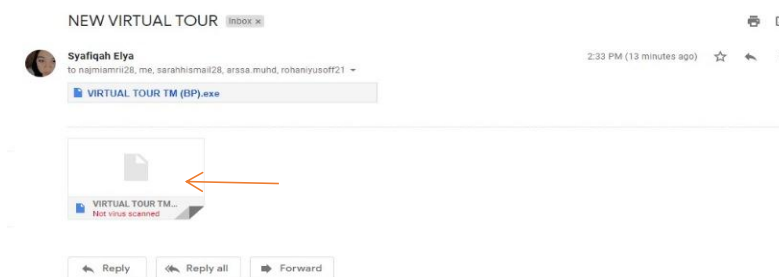 NEW VIRTUAL TOUR Inbox ×
Syafiqah Elya 2:33 PM (13 minutes ago)
to najmiamrii28, me, sarahhismail28, arssa.muhd, rohaniyusoff21
VIRTUAL TOUR TM (BP).exe
VIRTUAL TOUR TM...
Not virus scanned
Reply Reply all Forward